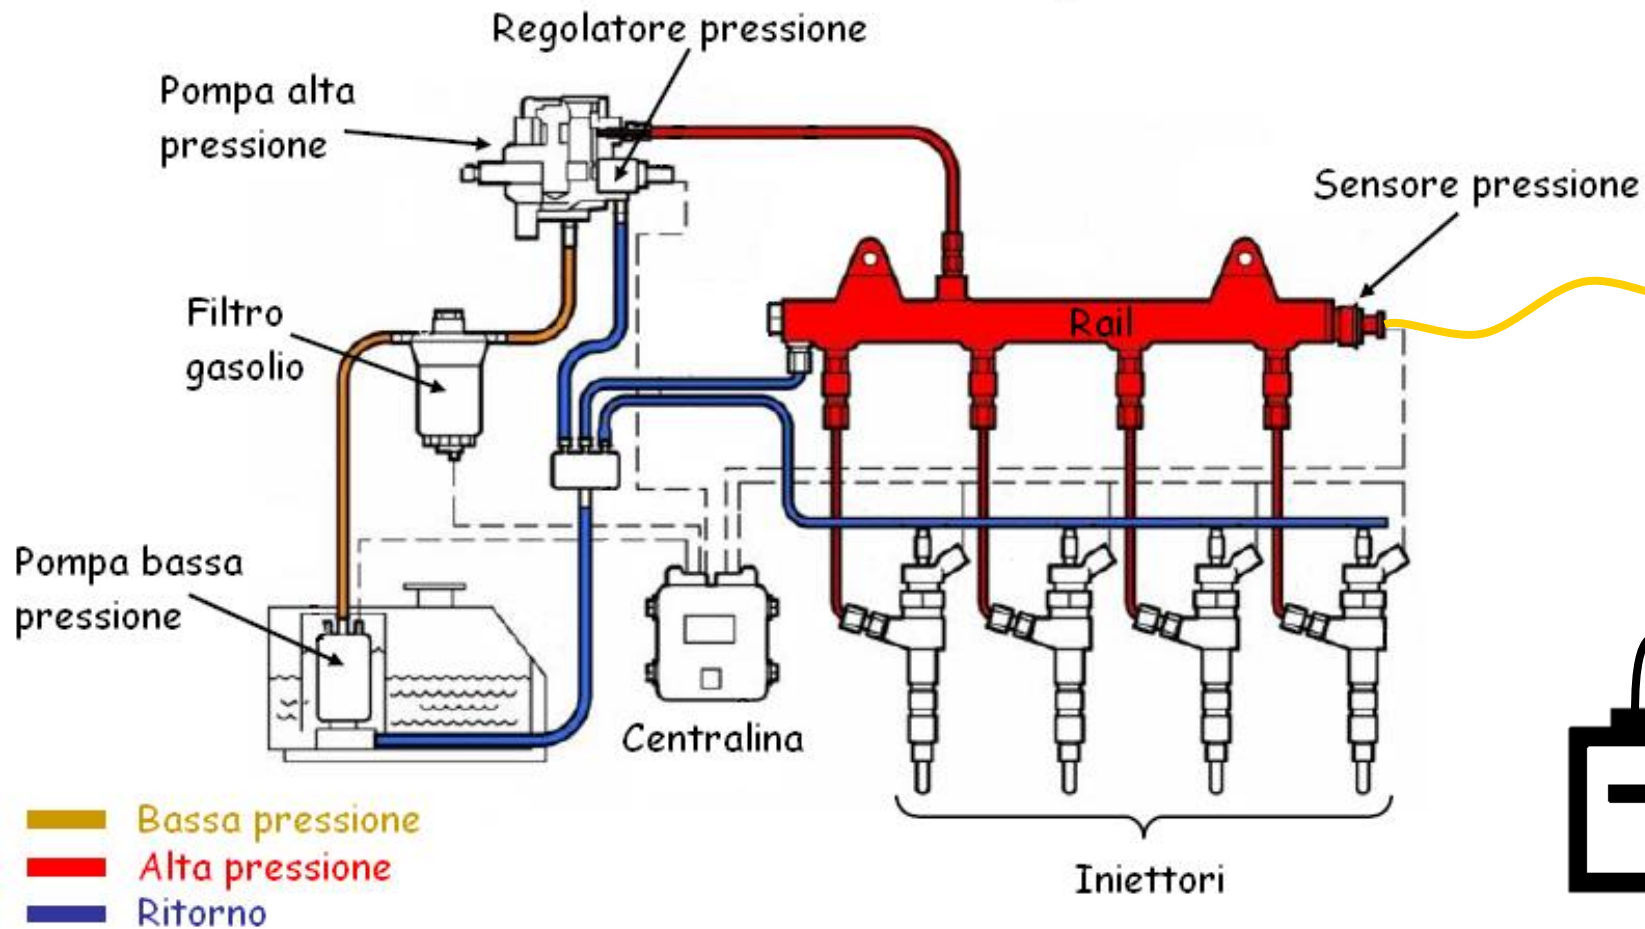 Regolatore pressione
Pompa alta
pressione
Sensore pressione
Filtro
gasolio
Rail
Pompa bassa
pressione
Centralina
Bassa pressione
Alta pressione
Ritorno
Iniettori